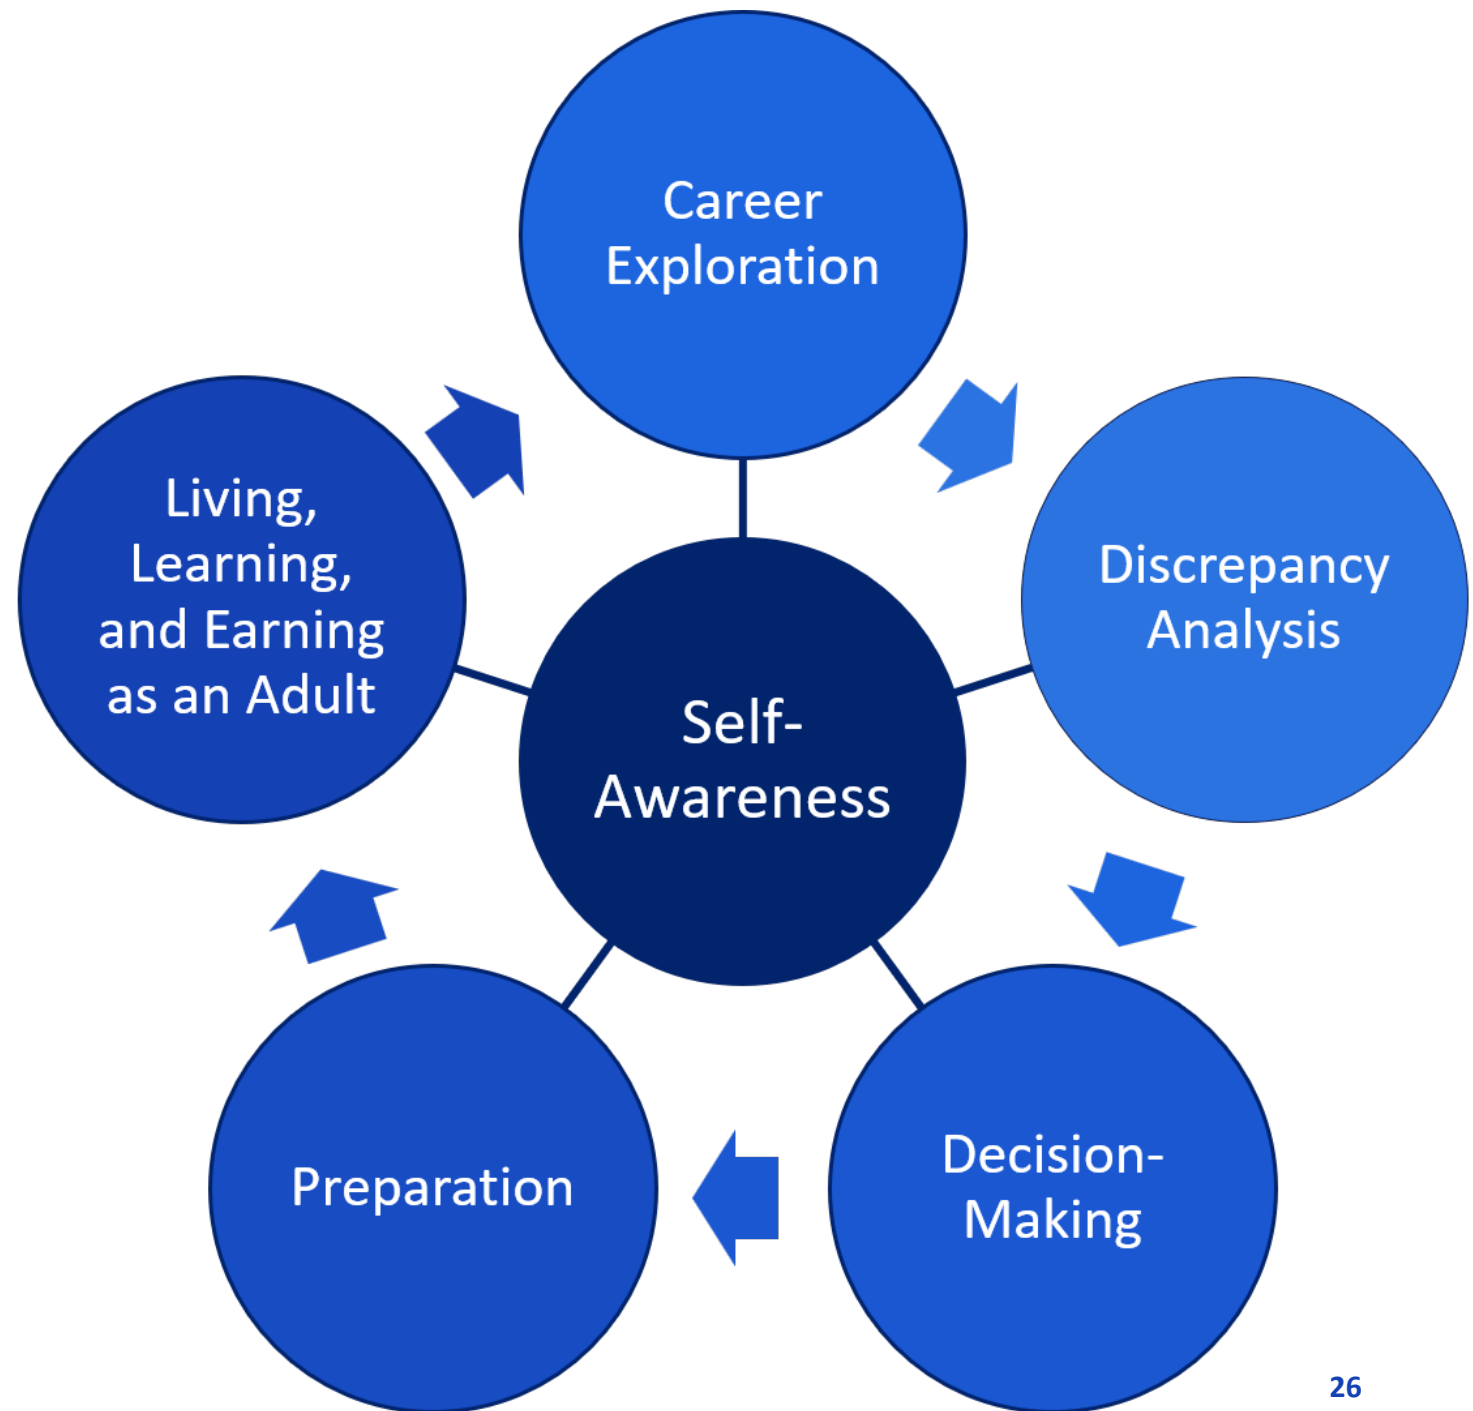 Career
Exploration
Discrepancy
Analysis
Decision-
Making
Preparation
Living,
Learning,
and Earning
as an Adult
Self-
Awareness
26